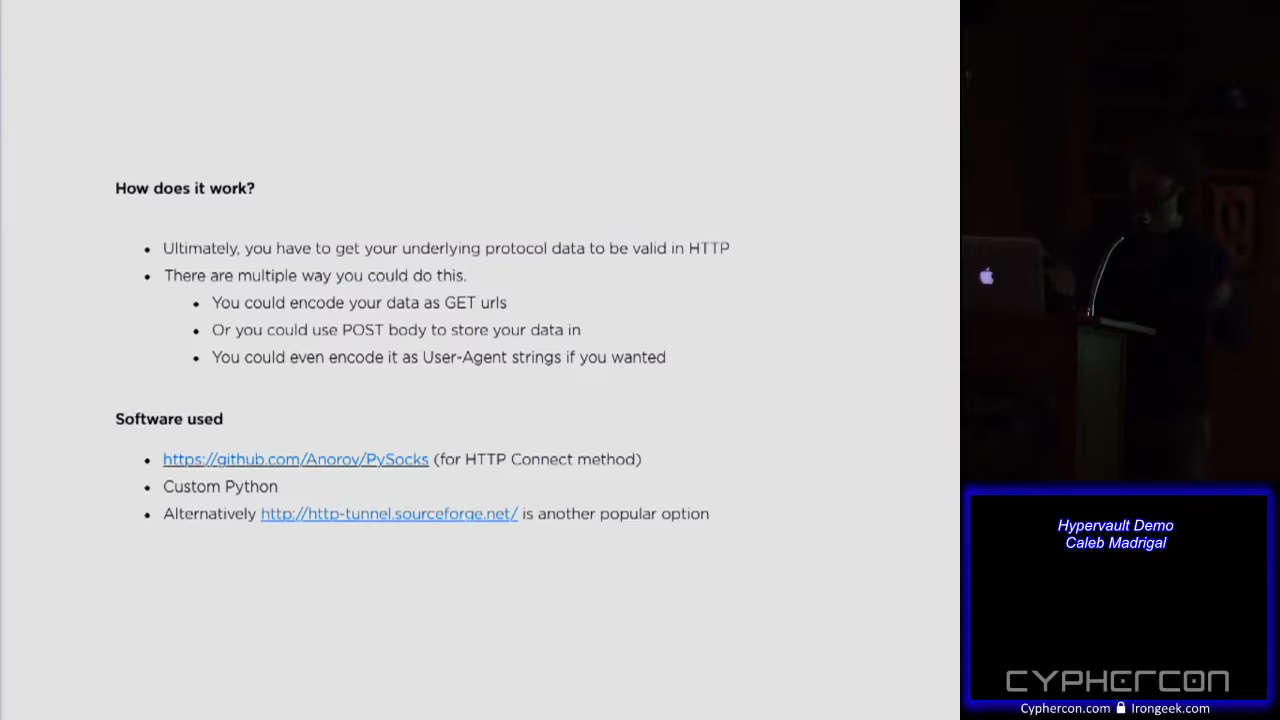 How does it work?
Ultimately, you have to get your underlying protocol data to be valid in HTTP
There are multiple way you could do this.
You could encode your data as GET urls
Or you could use POST body to store your data in
You could even encode it as User-Agent strings if you wanted
Software used
https://github.com/Anorov/PySocks (for HTTP Connect method)
Custom Python
Alternatively http://http-tunnel.sourceforge.net/ is another popular option
Hypervault Demo
Caleb Madrigal
CYPHERCON
Cyphercon.com Irongeek.com